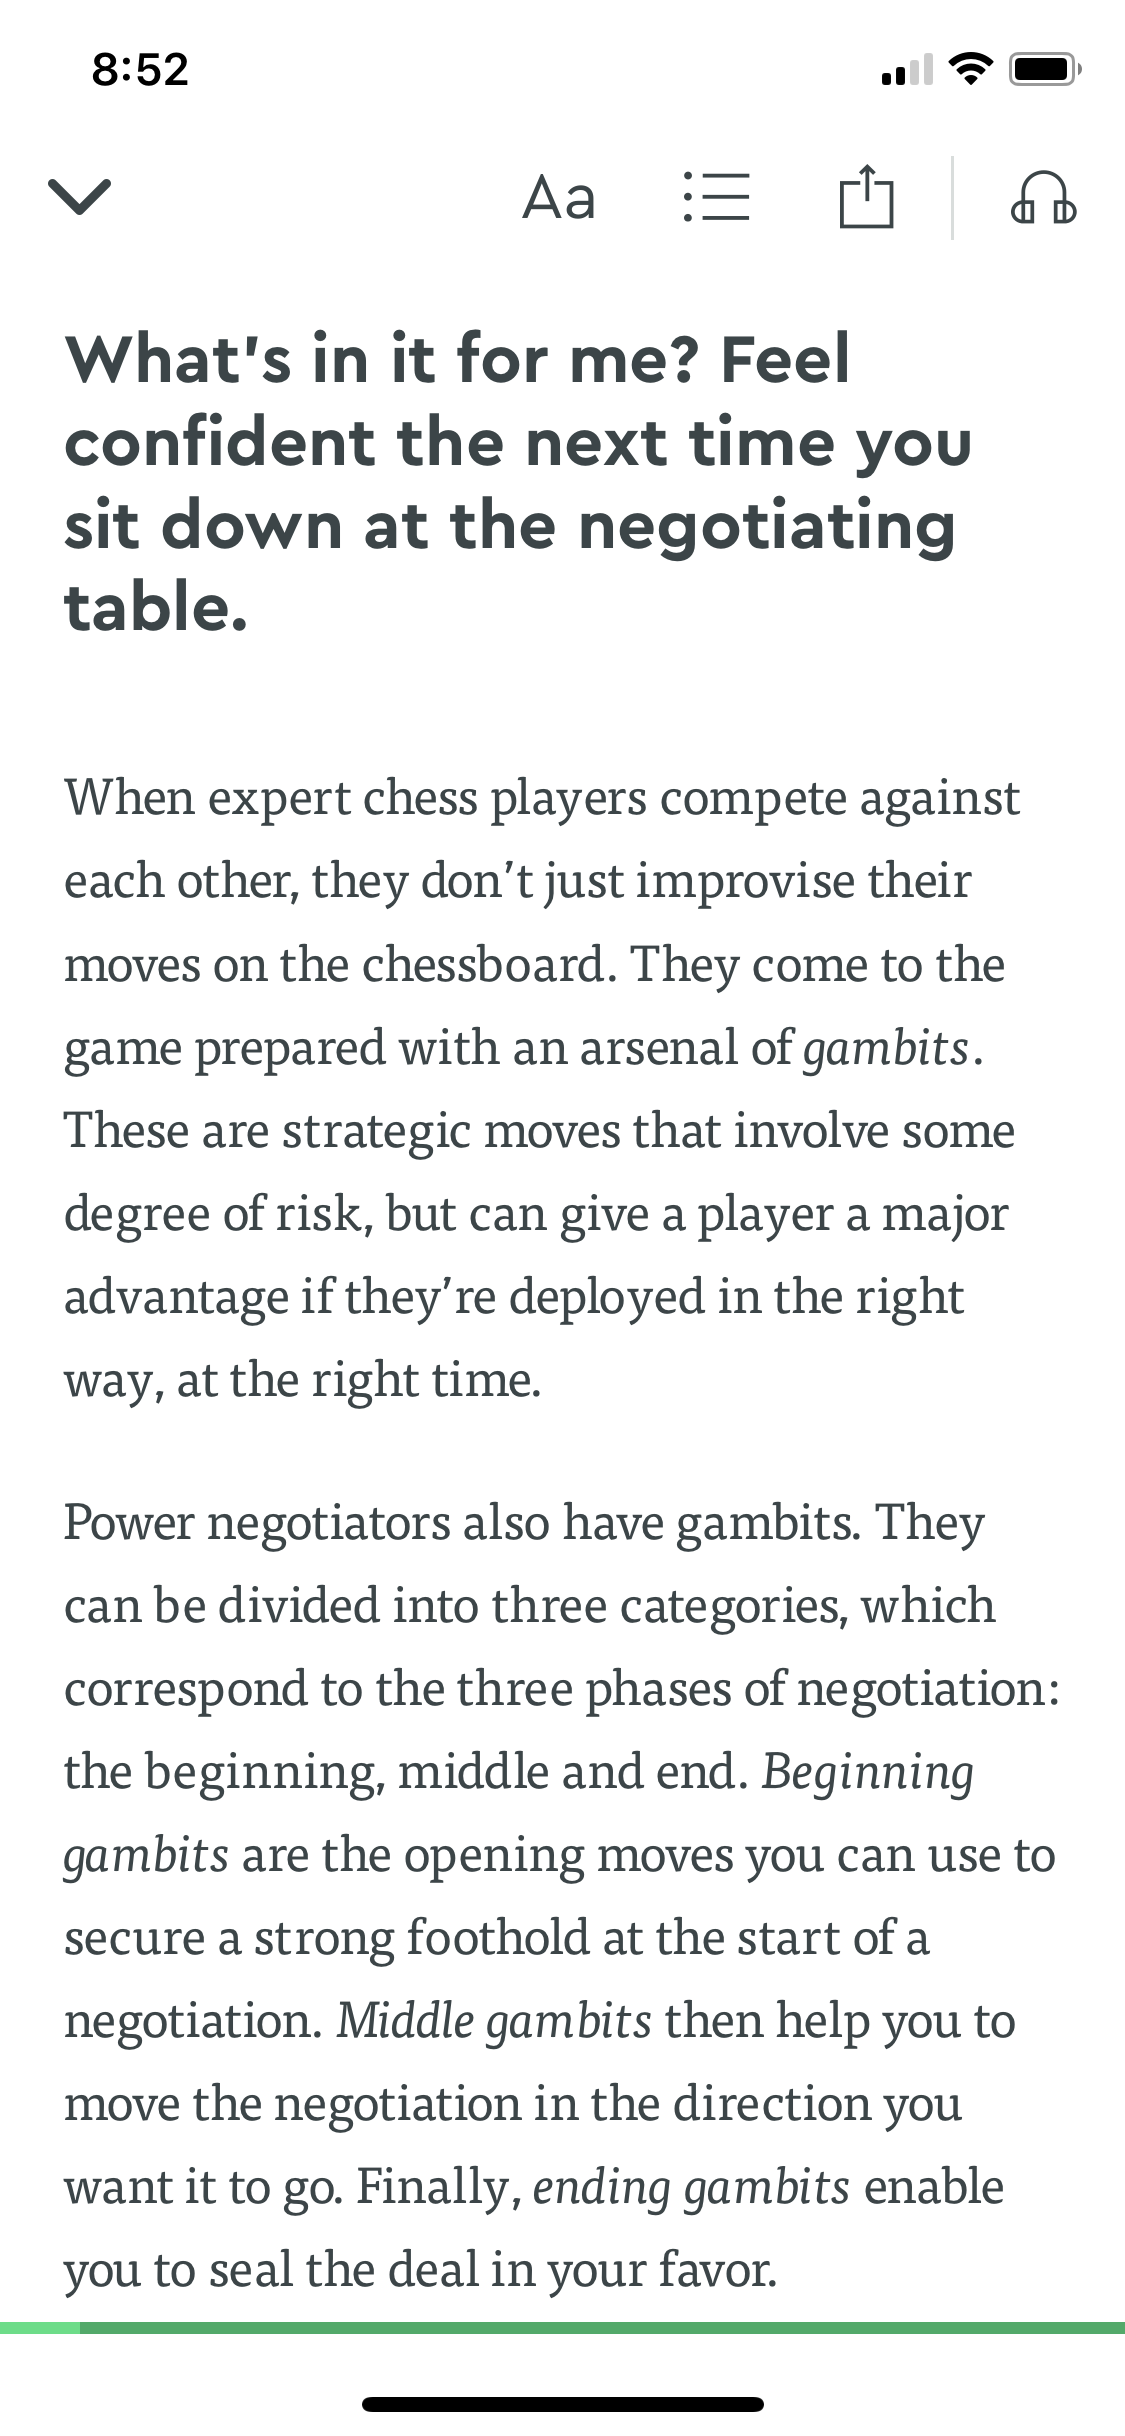 8:52
Aa
What's in it for me? Feel
confident the next time you
sit down at the negotiating
table.
When expert chess players compete against
each other, they don’t just improvise their
moves on the chessboard. They come to the
game prepared with an arsenal of gambits.
These are strategic moves that involve some
degree of risk, but can give a player a major
advantage if they’re deployed in the right
way, at the right time.
Power negotiators also have gambits. They
can be divided into three categories, which
correspond to the three phases of negotiation:
the beginning, middle and end. Beginning
gambits are the opening moves you can use to
secure a strong foothold at the start of a
negotiation. Middle gambits then help you to
move the negotiation in the direction you
want it to go. Finally, ending gambits enable
you to seal the deal in your favor.